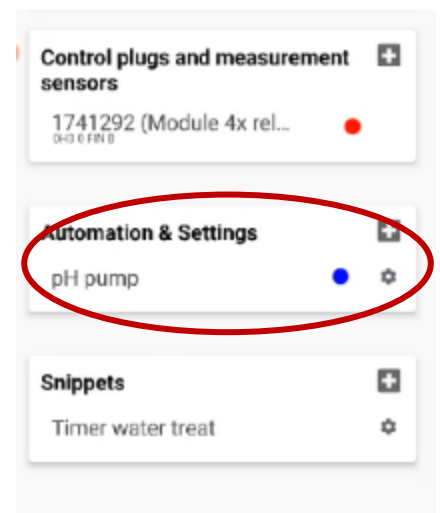 Control plugs and measurement
sensors
1741292 (Module 4x rel...
Automation & Settings
pH pump
Snippets
Timer water treat